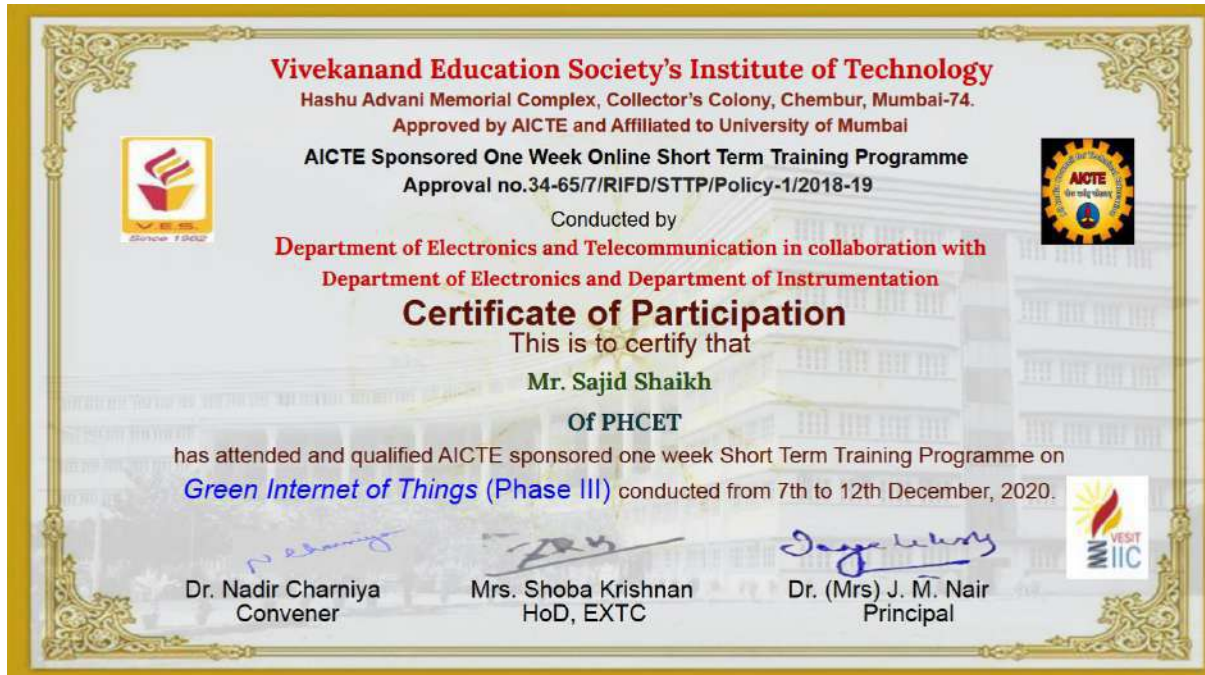 Vivekanand Education Society's Institute of Technology
Hashu Advani Memorial Complex, Collector's Colony, Chembur, Mumbai-74.
Approved by AICTE and Affiliated to University of Mumbai
AICTE Sponsored One Week Online Short Term Training Programme
Approval no.34-65/7/RIFD/STTP/Policy-1/2018-19
V.E.S.
Since 1962
AICTE
Conducted by
Department of Electronics and Telecommunication in collaboration with
Department of Electronics and Department of Instrumentation
Certificate of Participation
This is to certify that
Mr. Sajid Shaikh
Of PHCET
has attended and qualified AICTE sponsored one week Short Term Training Programme on
Green Internet of Things (Phase III) conducted from 7th to 12th December, 2020.
VESIT
IIC
Dr. Nadir Charniya
Convener
Mrs. Shoba Krishnan
HoD, EXTC
Dr. (Mrs) J. M. Nair
Principal